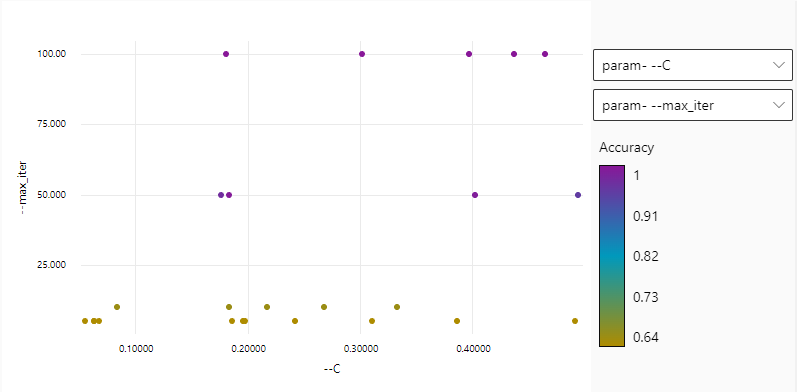 100.00
75.000
50.000
25.000
--max_iter
0.10000
0.20000
0.30000
0.40000
--C
param- --C
param- --max_iter
Accuracy
1
0.91
0.82
0.73
0.64